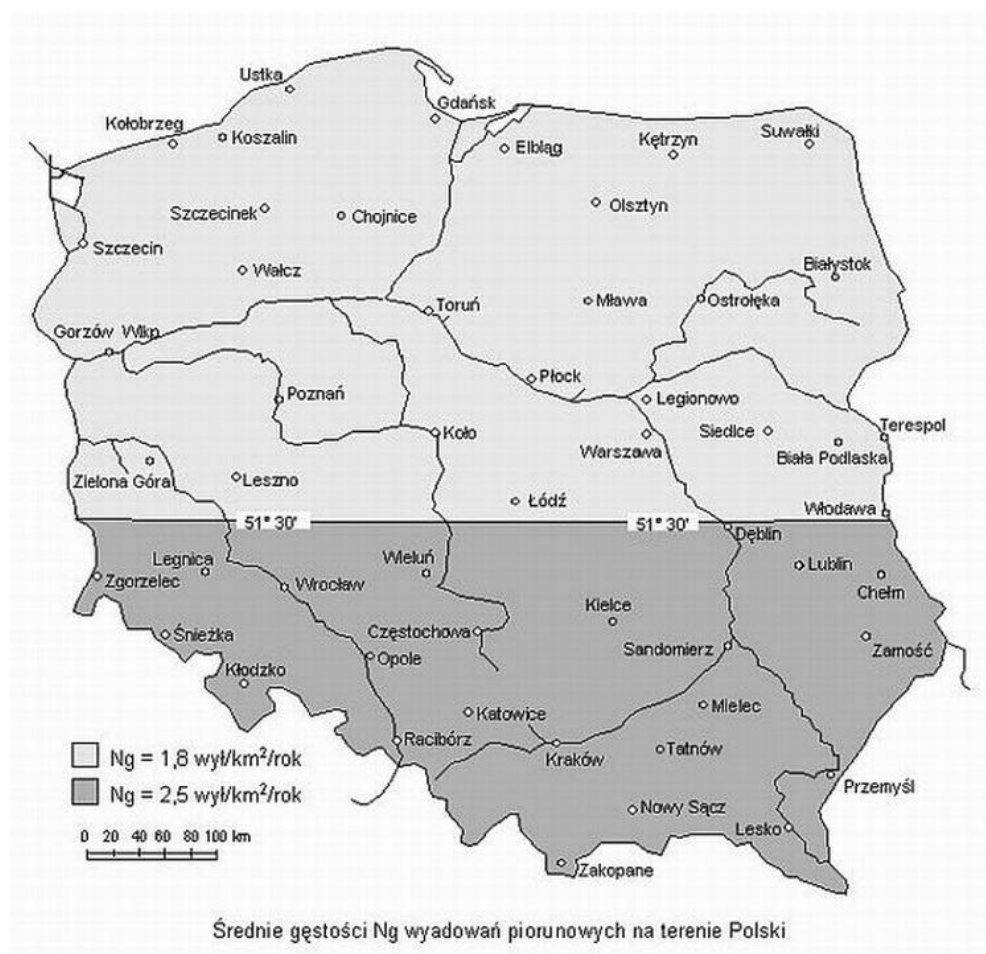 Ustka
Gdańsk
Kołobrzeg
Koszalin
Elbląg
Kętrzyn
Suwałki
Szczecinek
Chojnice
Olsztyn
Szczecin
Wałcz
Białystok
Toruń
Mława
Ostrołęka
Gorzów Wlkp
Płock
Poznań
Legionowo
Koło
Siedlce
Terespol
Warszawa
Biała Podlaska
Zielona Góra
Leszno
Łódź
Włodawa
51° 30'
51° 30'
Dęblin
Legnica
Wieluń
Lublin
Zgorzelec
Wrocław
Chełm
Kielce
Śnieżka
Częstochowa
Sandomierz
Zamość
Opole
Kłodzko
Katowice
Mielec
Racibórz
Kraków
Tatnów
Ng = 1,8 wył/km²/rok
Ng = 2,5 wył/km²/rok
Przemyśl
Nowy Sącz
Lesko
0 20 40 60 80 100 km
Zakopane
Średnie gęstości Ng wyadowań piorunowych na terenie Polski